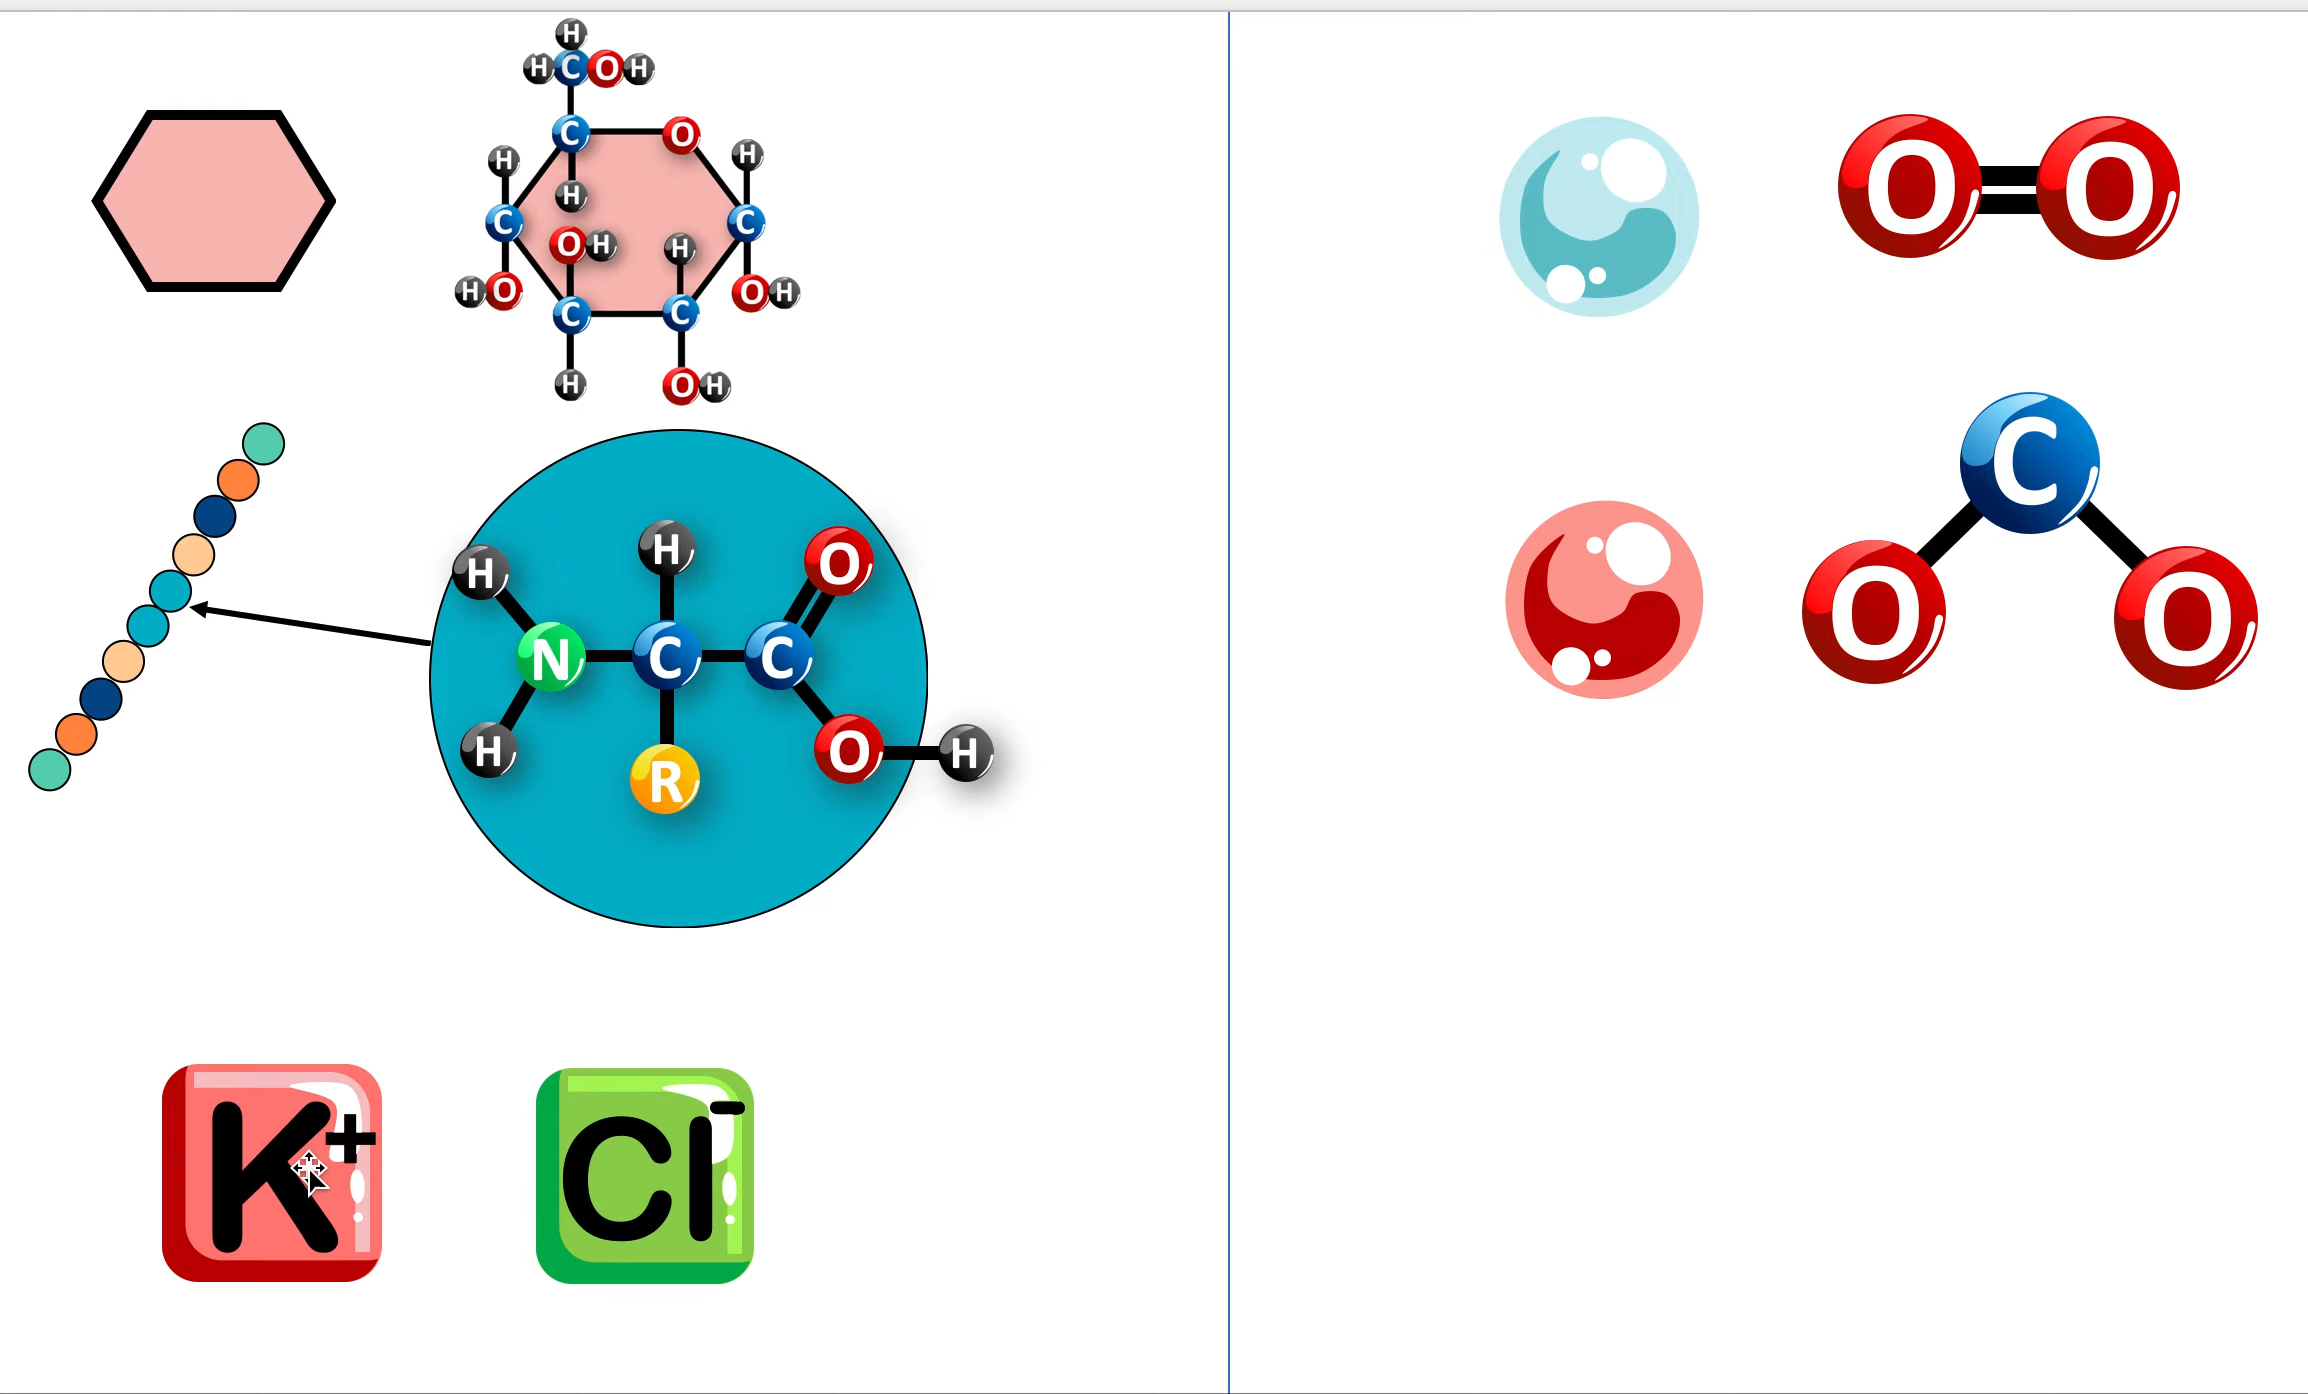 H
H C O H
C O
H H
H
C C
O H H
H O O H
C C
H O H
O O
C
O O
H H O
N C C
H R O H
K+
Cl-